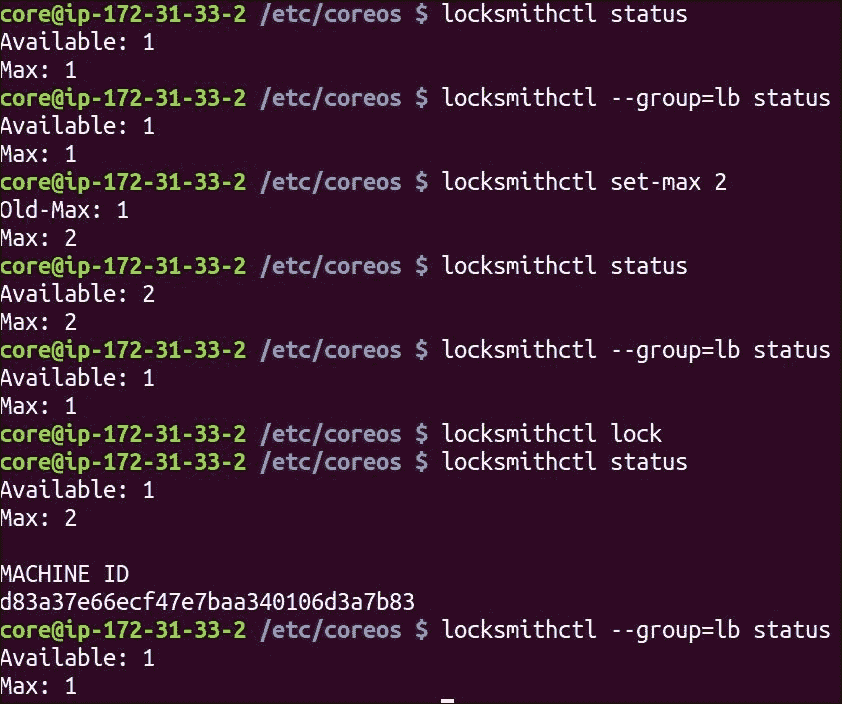 core@ip-172-31-33-2 /etc/coreos $ locksmithctl status
Available: 1
Max: 1
core@ip-172-31-33-2 /etc/coreos $ locksmithctl --group=lb status
Available: 1
Max: 1
core@ip-172-31-33-2 /etc/coreos $ locksmithctl set-max 2
Old-Max: 1
Max: 2
core@ip-172-31-33-2 /etc/coreos $ locksmithctl status
Available: 2
Max: 2
core@ip-172-31-33-2 /etc/coreos $ locksmithctl --group=lb status
Available: 1
Max: 1
core@ip-172-31-33-2 /etc/coreos $ locksmithctl lock
core@ip-172-31-33-2 /etc/coreos $ locksmithctl status
Available: 1
Max: 2

MACHINE ID
d83a37e66ecf47e7baa340106d3a7b83
core@ip-172-31-33-2 /etc/coreos $ locksmithctl --group=lb status
Available: 1
Max: 1